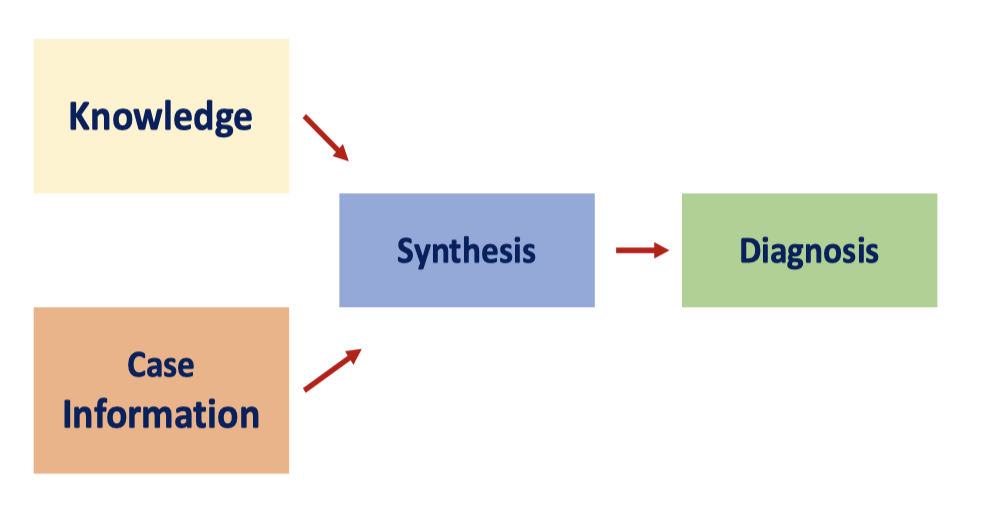 Knowledge
Synthesis
Diagnosis
Case
Information